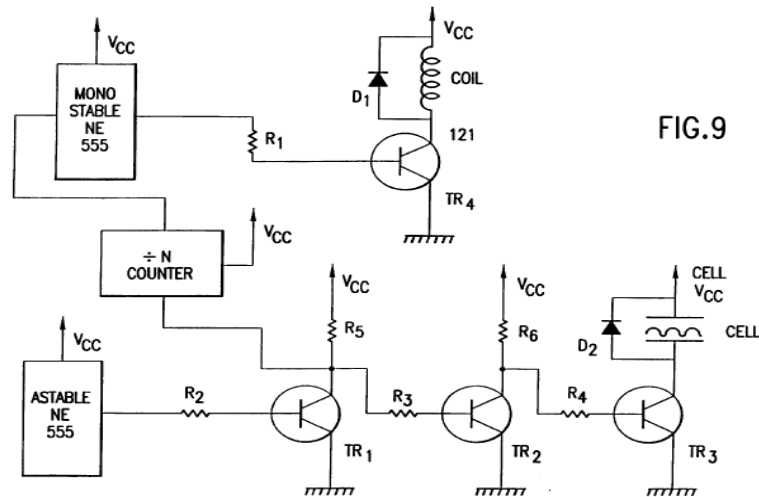 VCC
MONO
STABLE
NE
555
R1
D1
VCC
COIL
121
TR4
FIG.9
÷ N
COUNTER
VCC
VCC
ASTABLE
NE
555
R2
VCC
R5
TR1
R3
VCC
R6
TR2
R4
D2
CELL
VCC
CELL
TR3